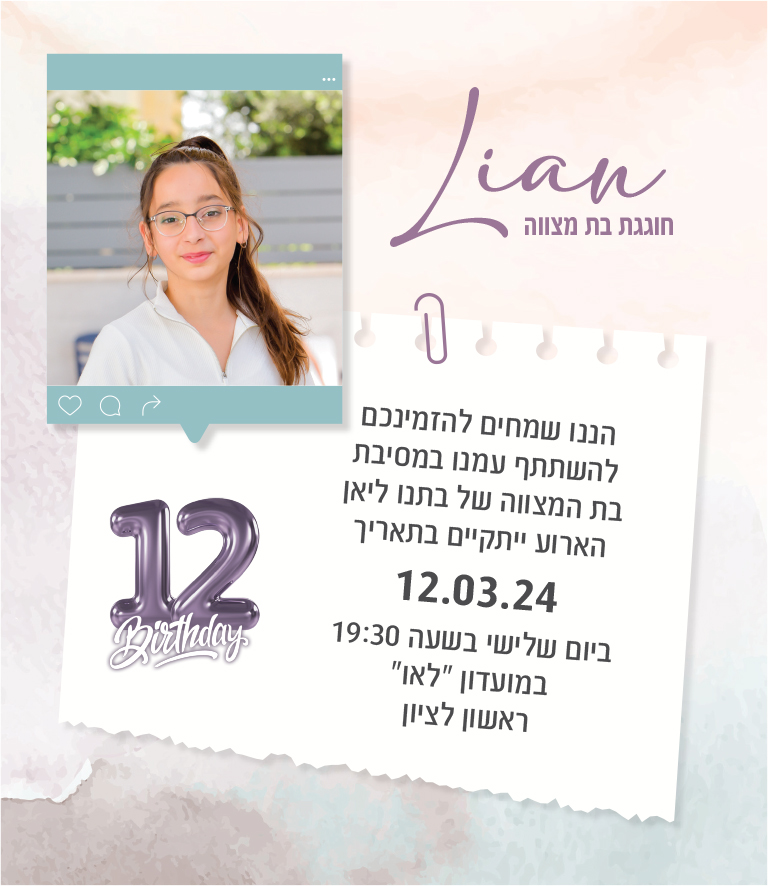 Lian
חוגגת בת מצווה
הננו שמחים להזמינכם
להשתתף עמנו במסיבת
בת המצווה של בתנו ליאן
הארוע ייתקיים בתאריך
12.03.24
ביום שלישי בשעה 19:30
במועדון "לאו"
ראשון לציון
12
Birthday